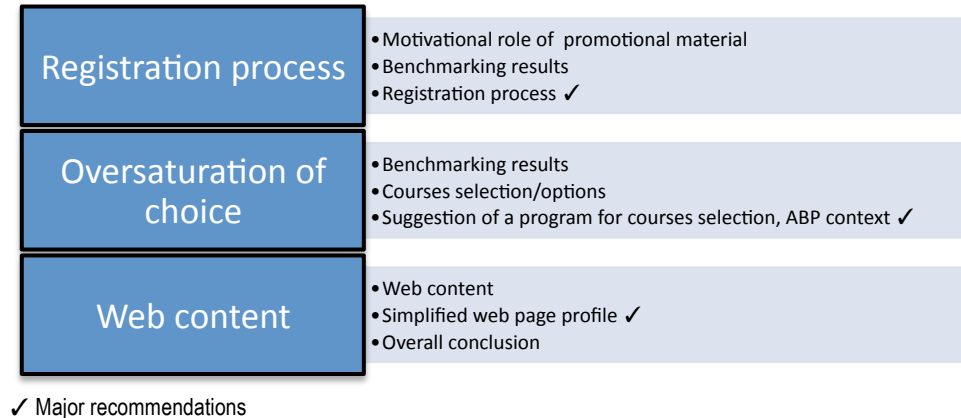 Registration process
• Motivational role of promotional material
• Benchmarking results
• Registration process ✓
Oversaturation of
choice
• Benchmarking results
• Courses selection/options
• Suggestion of a program for courses selection, ABP context ✓
Web content
• Web content
• Simplified web page profile ✓
• Overall conclusion
✓ Major recommendations